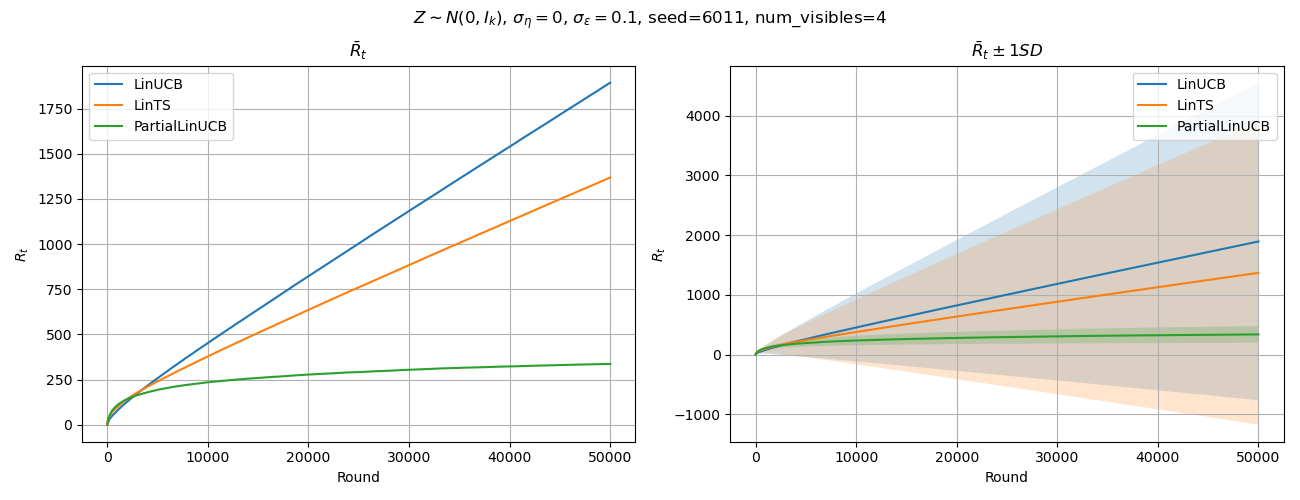 Z ~ N(0, I_k), σ_η = 0, σ_ε = 0.1, seed=6011, num_visibles=4
R̄_t
LinUCB
LinTS
PartialLinUCB
1750
1500
1250
1000
750
500
250
0
R_t
0 10000 20000 30000 40000 50000
Round
R̄_t ± 1SD
LinUCB
LinTS
PartialLinUCB
4000
3000
2000
1000
0
−1000
R_t
0 10000 20000 30000 40000 50000
Round